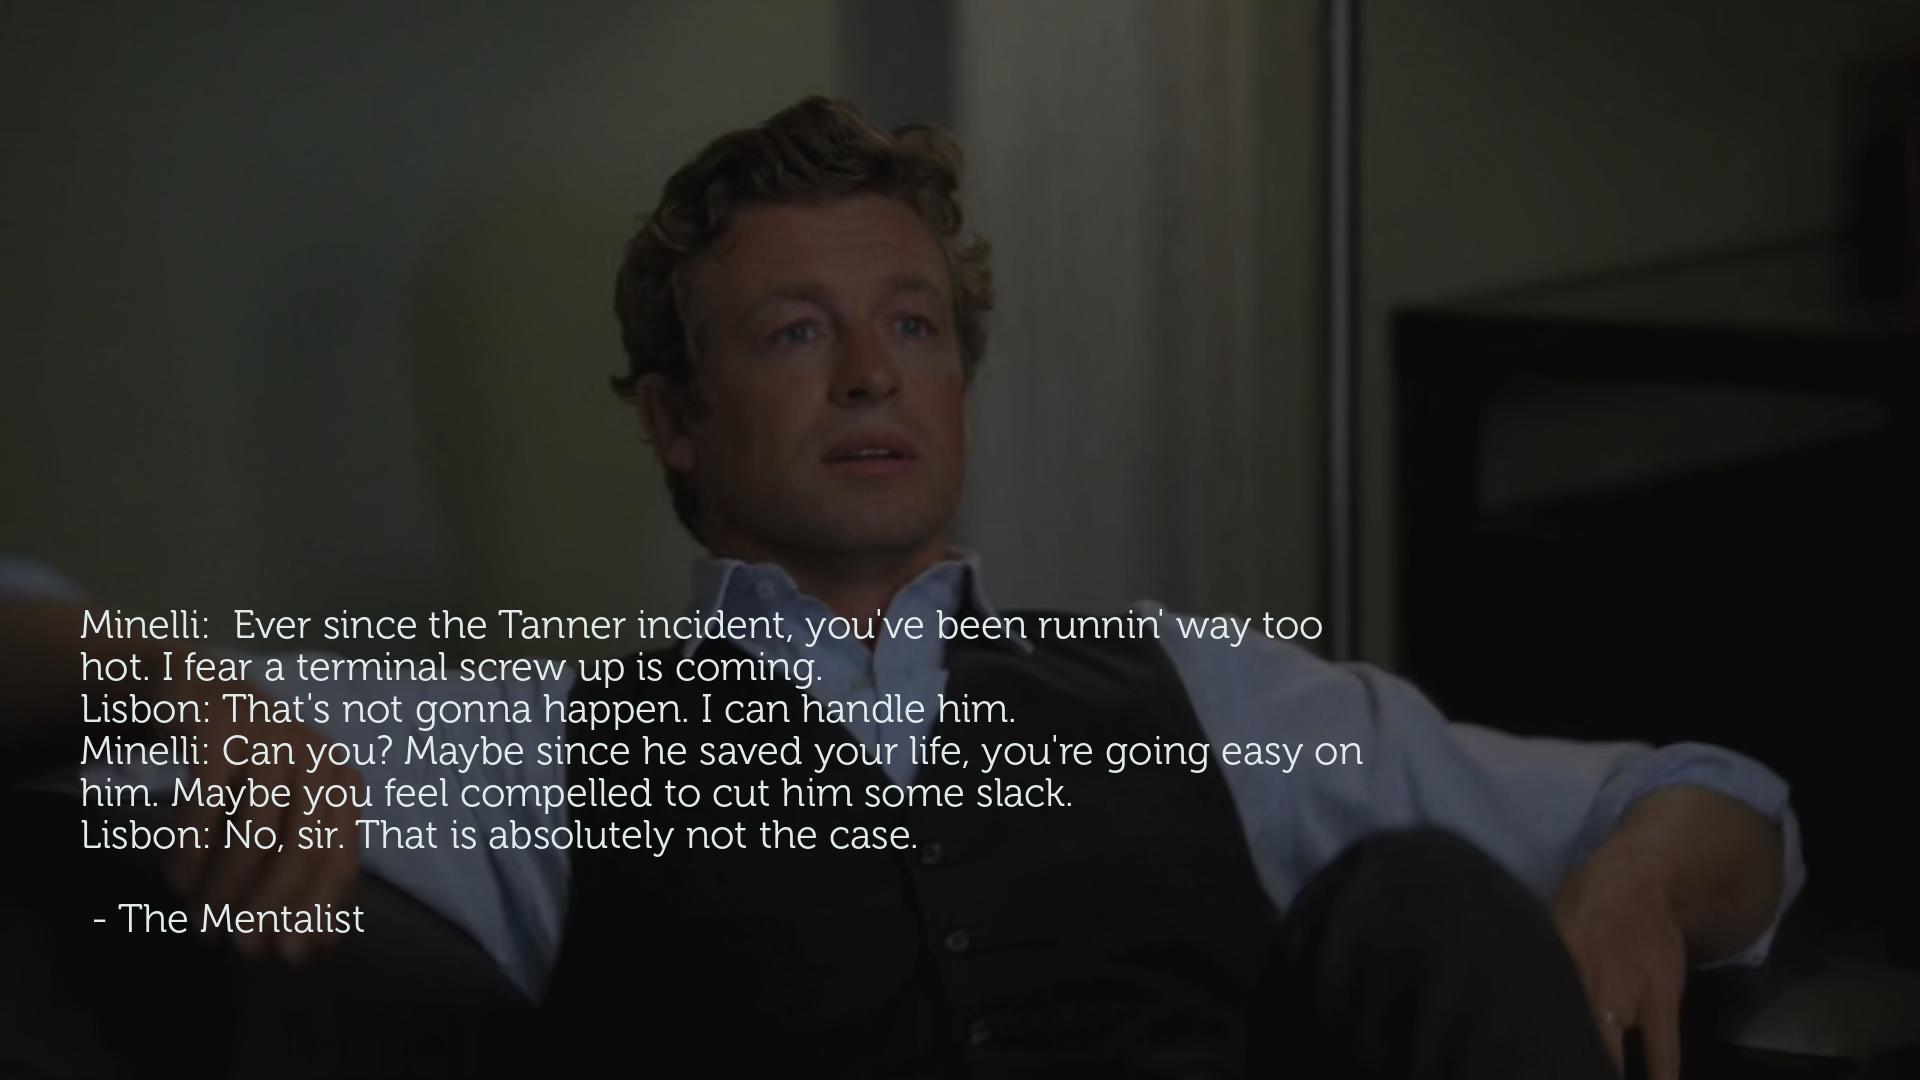 Minelli:  Ever since the Tanner incident, you've been runnin' way too
hot. I fear a terminal screw up is coming.
Lisbon: That's not gonna happen. I can handle him.
Minelli: Can you? Maybe since he saved your life, you're going easy on
him. Maybe you feel compelled to cut him some slack.
Lisbon: No, sir. That is absolutely not the case.
- The Mentalist